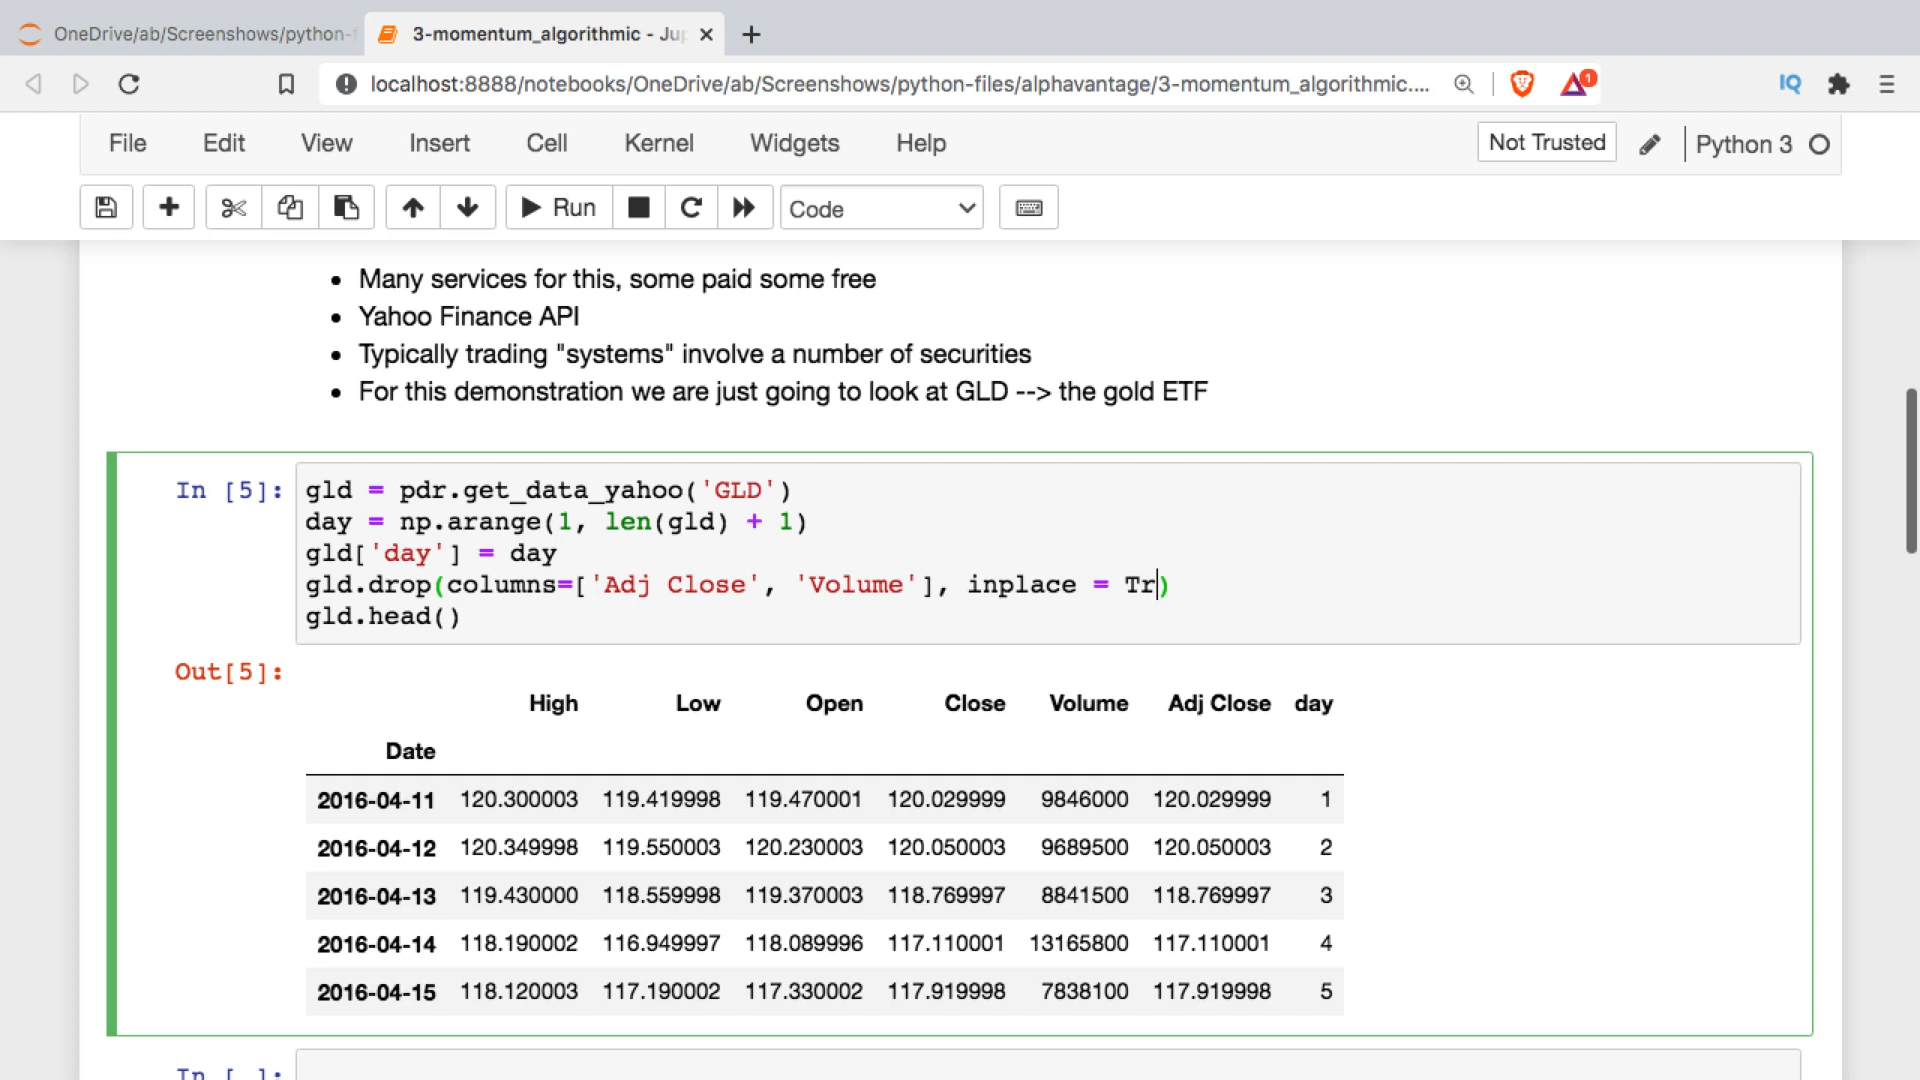 OneDrive/ab/Screenshows/python-f
3-momentum_algorithmic - Jup
localhost:8888/notebooks/OneDrive/ab/Screenshows/python-files/alphavantage/3-momentum_algorithmic....
1
IQ
File Edit View Insert Cell Kernel Widgets Help
Not Trusted
Python 3
Run
Code
• Many services for this, some paid some free
• Yahoo Finance API
• Typically trading "systems" involve a number of securities
• For this demonstration we are just going to look at GLD --> the gold ETF
In [5]: gld = pdr.get_data_yahoo('GLD')
day = np.arange(1, len(gld) + 1)
gld['day'] = day
gld.drop(columns=['Adj Close', 'Volume'], inplace = Tr)
gld.head()
Out[5]:
High Low Open Close Volume Adj Close day
Date
2016-04-11 120.300003 119.419998 119.470001 120.029999 9846000 120.029999 1
2016-04-12 120.349998 119.550003 120.230003 120.050003 9689500 120.050003 2
2016-04-13 119.430000 118.559998 119.370003 118.769997 8841500 118.769997 3
2016-04-14 118.190002 116.949997 118.089996 117.110001 13165800 117.110001 4
2016-04-15 118.120003 117.190002 117.330002 117.919998 7838100 117.919998 5
In [ ]: